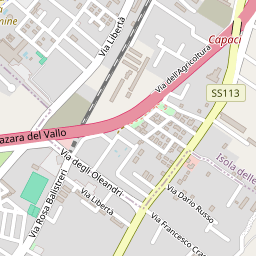 Via Libertà
Capaci
Via dell'Agricoltura
SS113
azara del Vallo
Isola delle
Via degli Oleandri
Via Rosa Balistreri
Via Libertà
Via Dario Russo
Via Francesco Cra